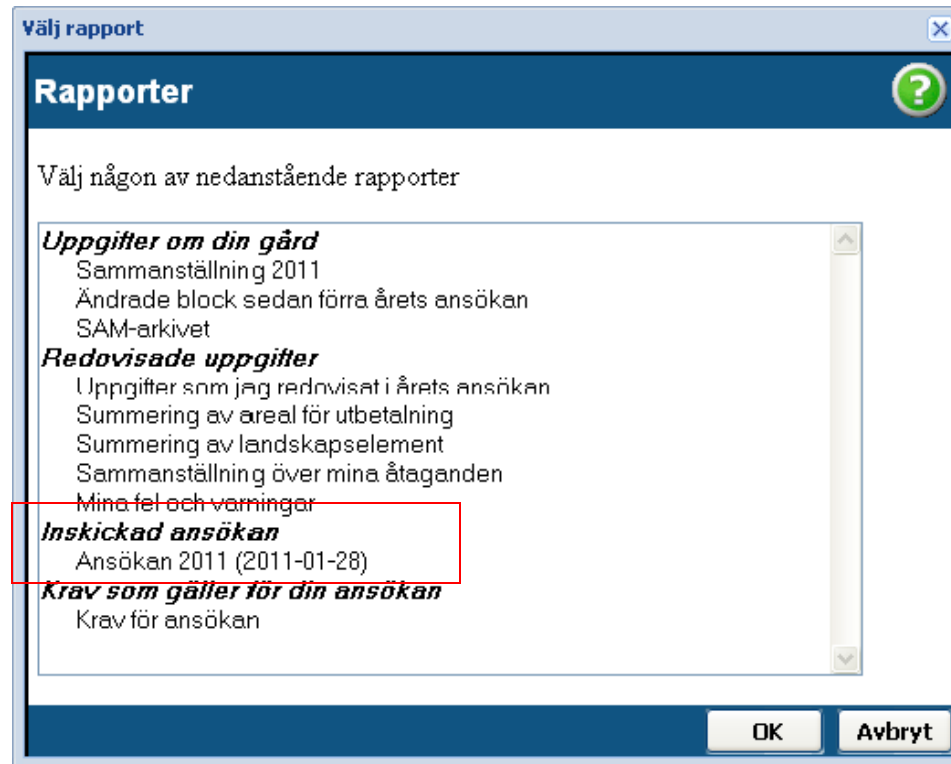 Välj rapport
Rapporter
Välj någon av nedanstående rapporter
Uppgifter om din gård
Sammanställning 2011
Ändrade block sedan förra årets ansökan
SAM-arkivet
Redovisade uppgifter
Uppgifter som jag redovisat i årets ansökan
Summering av areal för utbetalning
Summering av landskapselement
Sammanställning över mina åtaganden
Mina fel och varningar
Inskickad ansökan
Ansökan 2011 (2011-01-28)
Krav som gäller för din ansökan
Krav för ansökan
OK Avbryt